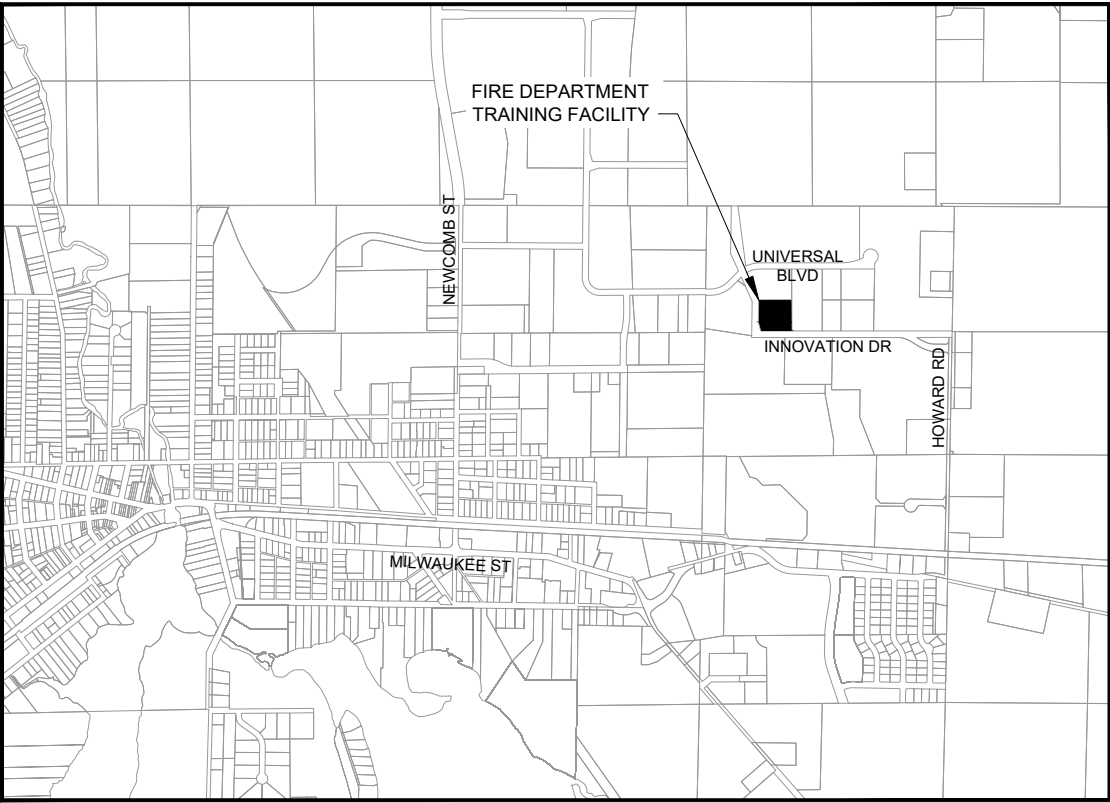 FIRE DEPARTMENT
TRAINING FACILITY
NEWCOMB ST
UNIVERSAL
BLVD
INNOVATION DR
HOWARD RD
MILWAUKEE ST